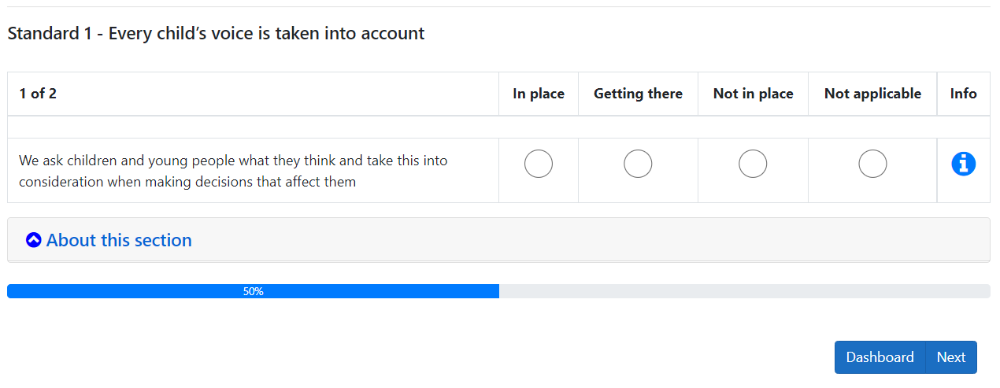 Standard 1 - Every child’s voice is taken into account
1 of 2 In place Getting there Not in place Not applicable Info
We ask children and young people what they think and take this into
consideration when making decisions that affect them
About this section
50%
Dashboard Next